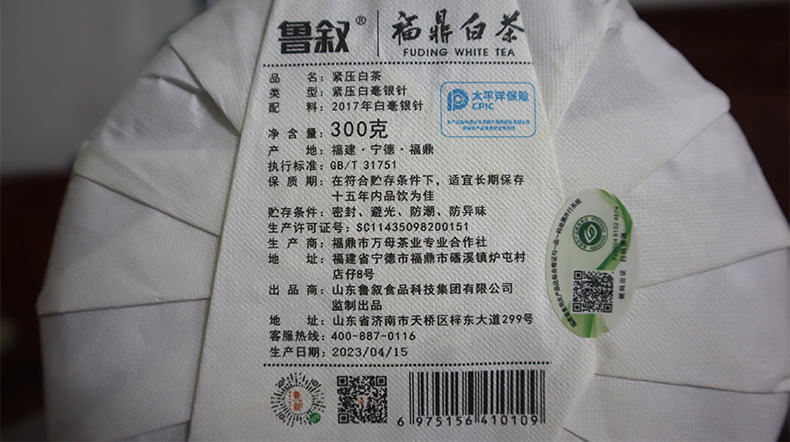 鲁叙® 福鼎白茶
FUDING WHITE TEA
品 名：紧压白茶
类 型：紧压白毫银针
配 料：2017年白毫银针
净含量：300克
产 地：福建·宁德·福鼎
执行标准：GB/T 31751
保 质 期：在符合贮存条件下，适宜长期保存
十五年内品饮为佳
贮存条件：密封、避光、防潮、防异味
生产许可证号：SC11435098200151
生 产 商：福鼎市万母茶业专业合作社
地 址：福建省宁德市福鼎市磻溪镇炉屯村
店仔8号
出 品 商：山东鲁叙食品科技集团有限公司
监制出品
地 址：山东省济南市天桥区梓东大道299号
客服热线：400-887-0116
生产日期：2023/04/15
太平洋保险
CPIC
鲁叙
6 975156 410109